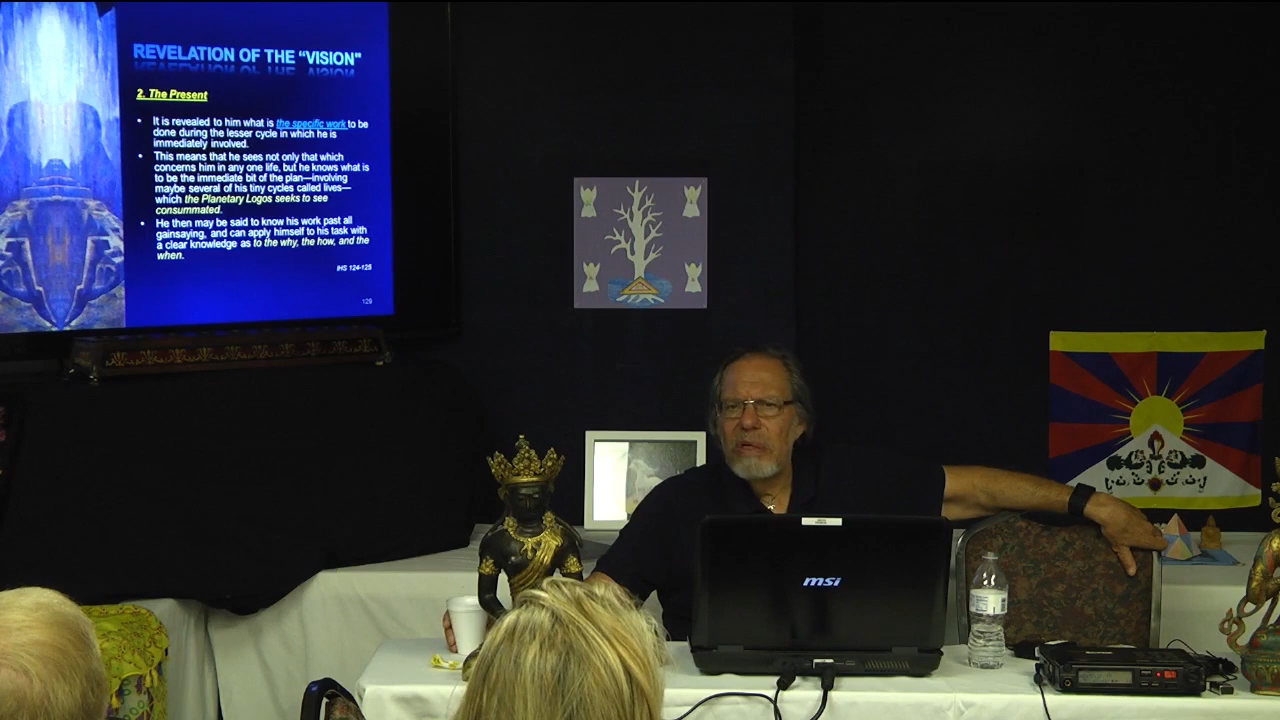 REVELATION OF THE “VISION"
2. The Present
• It is revealed to him what is the specific work to be
done during the lesser cycle in which he is
immediately involved.
• This means that he sees not only that which
concerns him in any one life, but he knows what is
to be the immediate bit of the plan—involving
maybe several of his tiny cycles called lives—
which the Planetary Logos seeks to see
consummated.
• He then may be said to know his work past all
gainsaying, and can apply himself to his task with
a clear knowledge as to the why, the how, and the
when.
IHS 124-125
129
msi